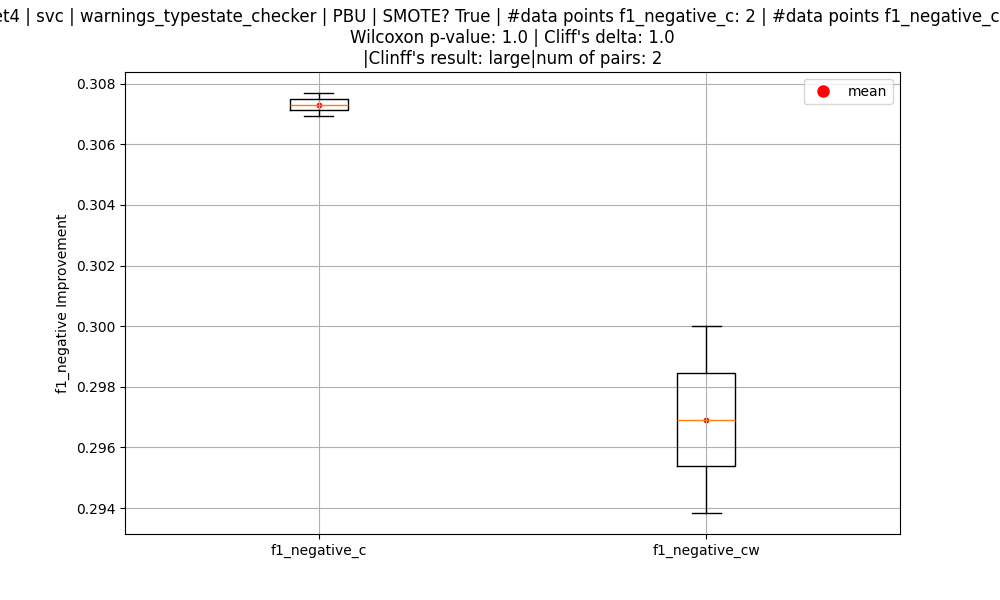 et4 | svc | warnings_typestate_checker | PBU | SMOTE? True | #data points f1_negative_c: 2 | #data points f1_negative_c
Wilcoxon p-value: 1.0 | Cliff's delta: 1.0
|Clinff's result: large|num of pairs: 2
mean
0.308
0.306
0.304
0.302
0.300
0.298
0.296
0.294
f1_negative Improvement
f1_negative_c
f1_negative_cw